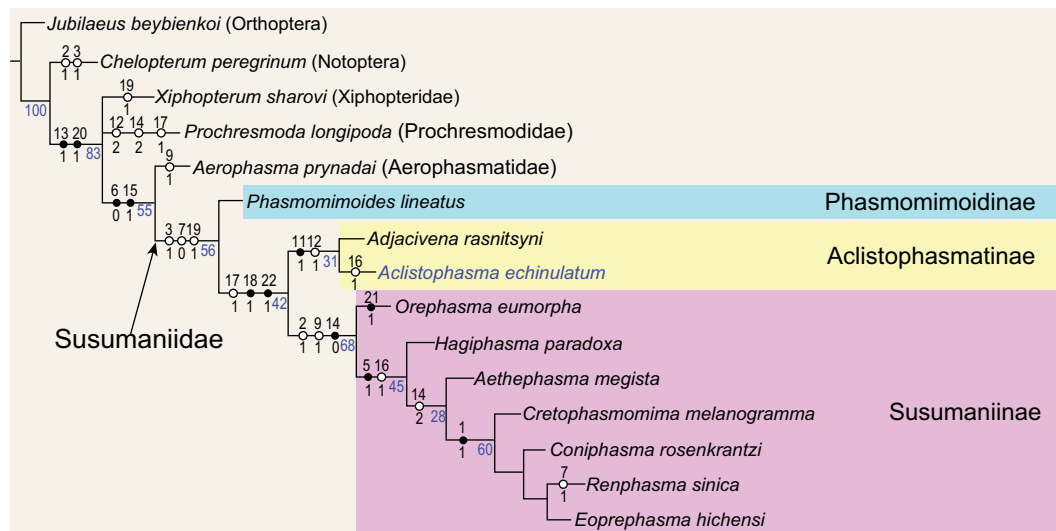 Jubilaeus beybienkoi (Orthoptera)
2 3
Chelopterum peregrinum (Notoptera)
1 1
100
19
Xiphopterum sharovi (Xiphopteridae)
1
13 20
12 14 17
Prochresmoda longipoda (Prochresmodidae)
1 1
83
2 2 1
9
Aerophasma prynadai (Aerophasmatidae)
1
6 15
0 1
55
Phasmomimoides lineatus
Phasmomimoidinae
3 7 19
1 0 1
56
11 12
Adjacivena rasnitsyni
1 1
31
Aclistophasmatinae
16
Aclistophasma echinulatum
1
17 18 22
1 1 1
42
21
Orephasma eumorpha
1
Susumaniidae
2 9 14
1 1 0
68
Hagiphasma paradoxa
5 16
1 1
45
Aethephasma megista
14
2
28
Cretophasmomima melanogramma
Susumaniinae
1
1
60
Coniphasma rosenkrantzi
7
Renphasma sinica
1
Eoprephasma hichensi